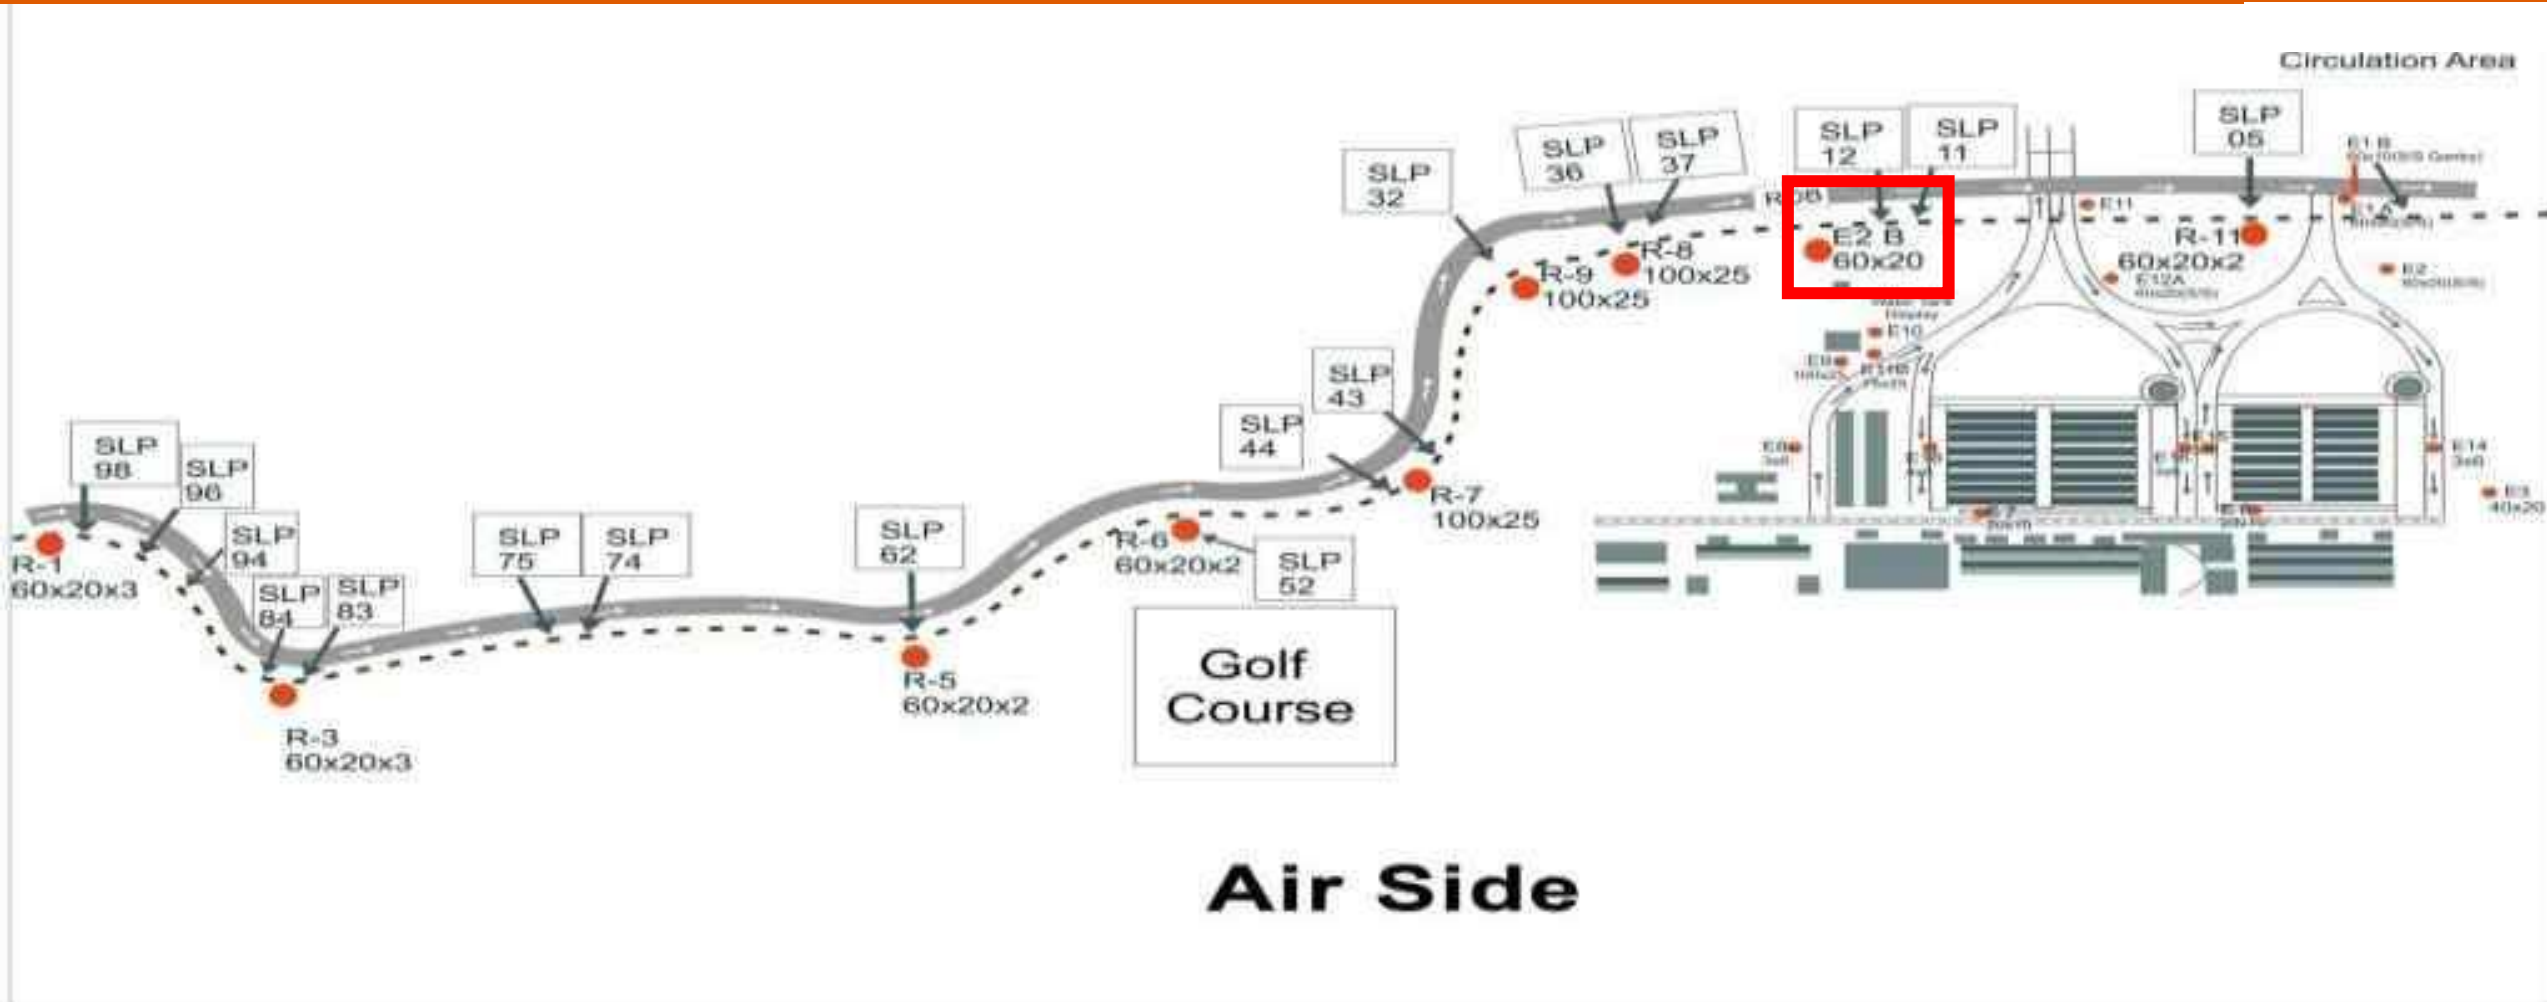 Circulation Area
SLP
05
SLP
12
SLP
11
SLP
36
SLP
37
SLP
32
E1 B
E11
E2 B
60x20
R-11
60x20x2
E12A
E2
R-8
100x25
R-9
100x25
E10
SLP
43
SLP
44
R-7
100x25
E14
3x6
E3
40x20
SLP
98
SLP
96
SLP
94
SLP
84
SLP
83
SLP
75
SLP
74
SLP
62
SLP
52
R-1
60x20x3
R-3
60x20x3
R-5
60x20x2
R-6
60x20x2
Golf
Course
Air Side